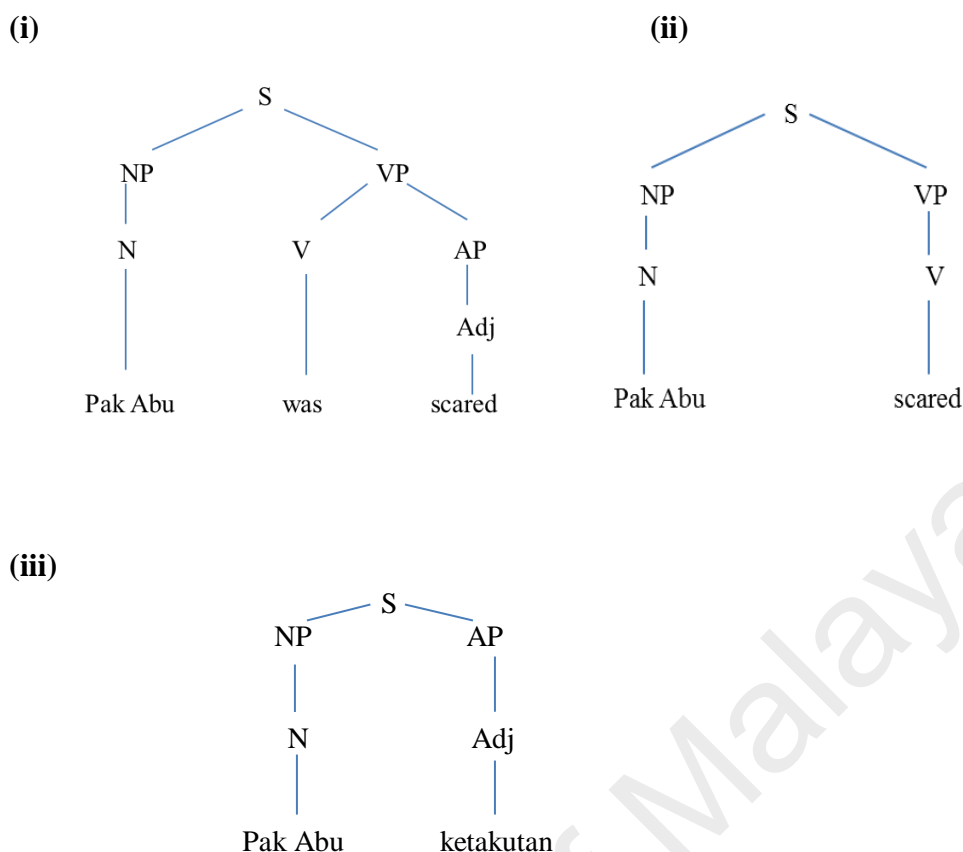 (i)
S
NP VP
N V AP
Adj
Pak Abu was scared
(ii)
S
NP VP
N V
Pak Abu scared
(iii)
S
NP AP
N Adj
Pak Abu ketakutan
Malaya